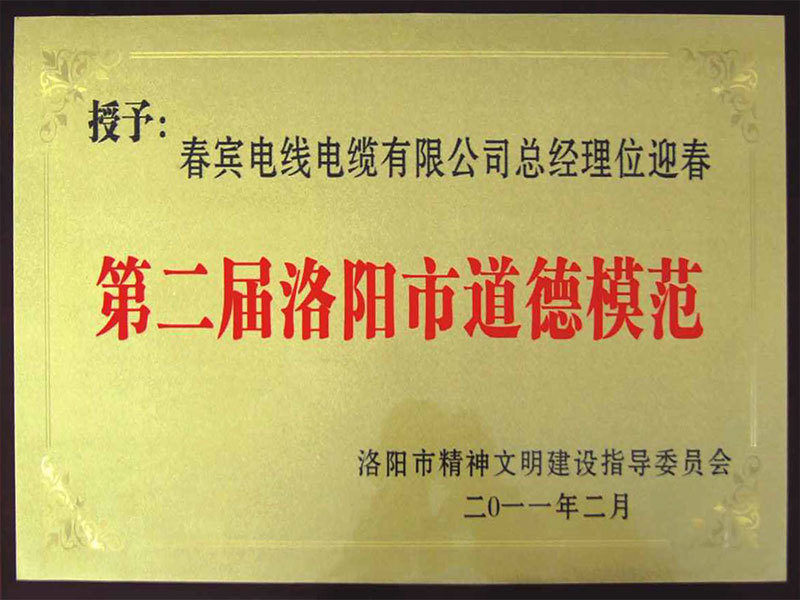 授予：
春宾电线电缆有限公司总经理位迎春
第二届洛阳市道德模范
洛阳市精神文明建设指导委员会
二0一一年二月